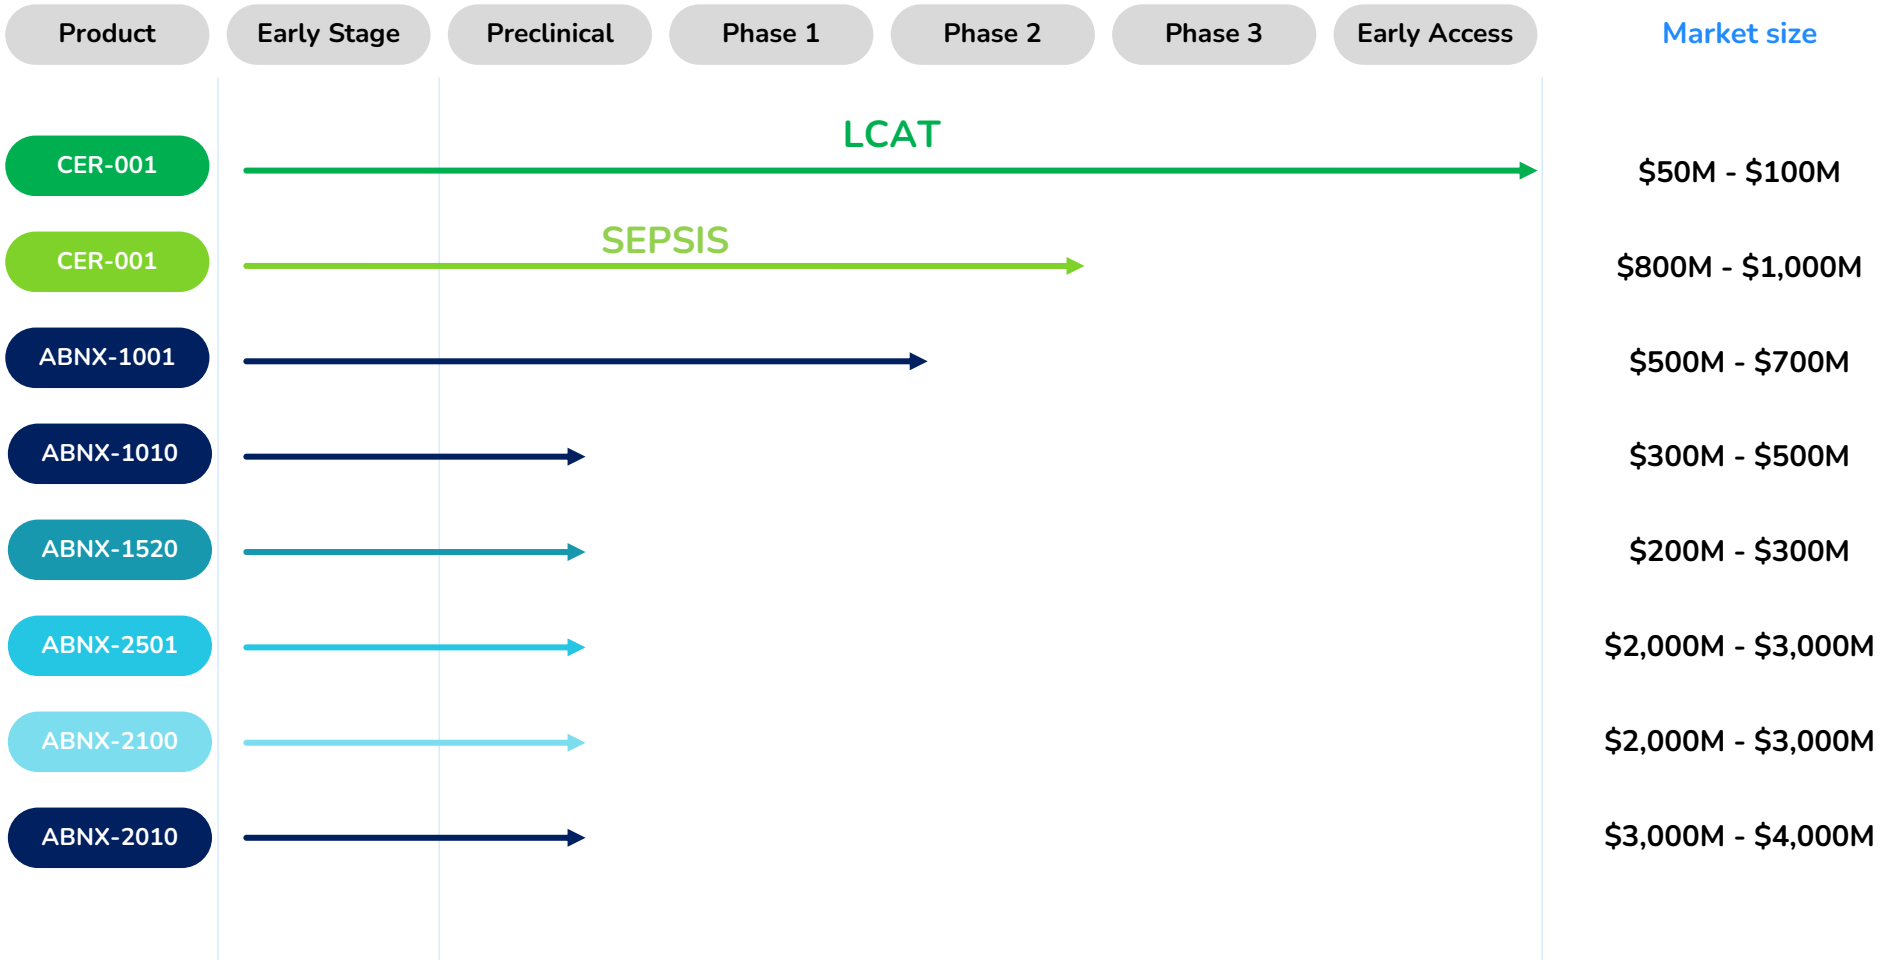 Product Early Stage Preclinical Phase 1 Phase 2 Phase 3 Early Access Market size
LCAT
CER-001 $50M - $100M
SEPSIS
CER-001 $800M - $1,000M
ABNX-1001 $500M - $700M
ABNX-1010 $300M - $500M
ABNX-1520 $200M - $300M
ABNX-2501 $2,000M - $3,000M
ABNX-2100 $2,000M - $3,000M
ABNX-2010 $3,000M - $4,000M